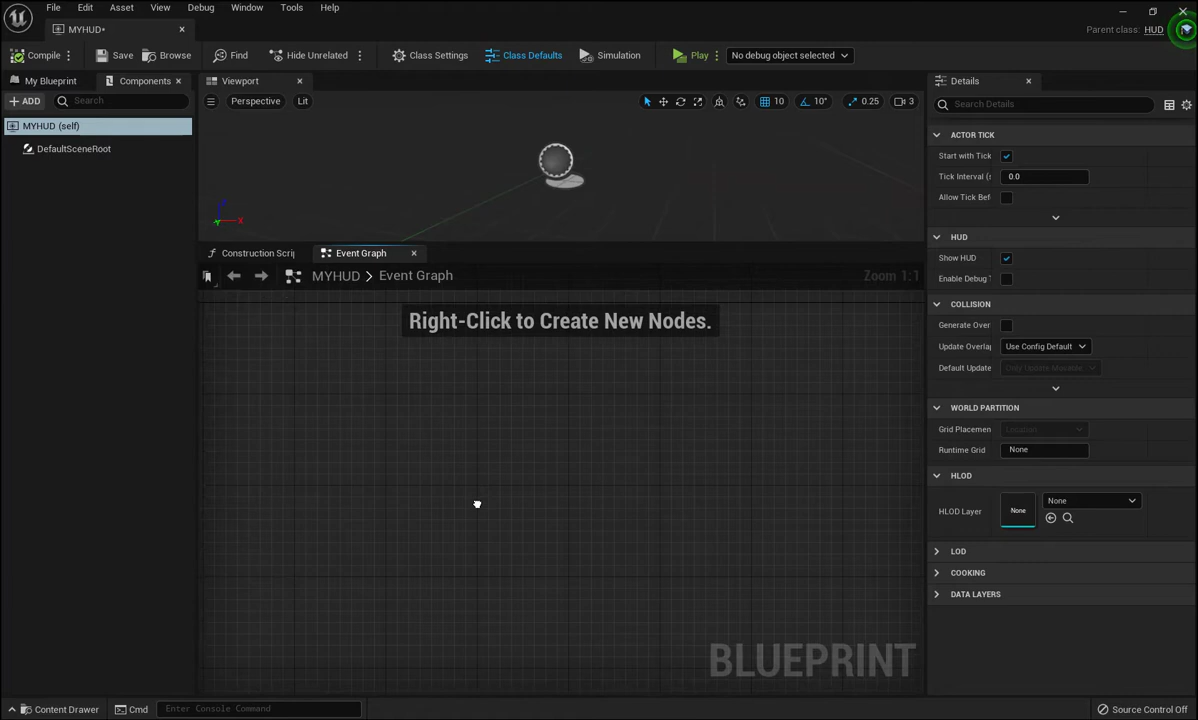 File Edit Asset View Debug Window Tools Help
MYHUD•
Parent class: HUD
Compile Save Browse Find Hide Unrelated Class Settings Class Defaults Simulation Play No debug object selected
My Blueprint Components Viewport Details
ADD Search Perspective Lit 10 10° 0.25 3 Search Details
MYHUD (self)
DefaultSceneRoot
X
Construction Scrip Event Graph
MYHUD > Event Graph Zoom 1:1
Right-Click to Create New Nodes.
BLUEPRINT
ACTOR TICK
Start with Tick
Tick Interval (s 0.0
Allow Tick Bef
HUD
Show HUD
Enable Debug T
COLLISION
Generate Over
Update Overlap Use Config Default
Default Update Only Update Movable
WORLD PARTITION
Grid Placemen Location
Runtime Grid None
HLOD
HLOD Layer None None
LOD
COOKING
DATA LAYERS
Content Drawer Cmd Enter Console Command Source Control Off